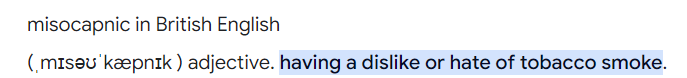 misocapnic in British English
(ˌmɪsəʊˈkæpnɪk ) adjective. having a dislike or hate of tobacco smoke.